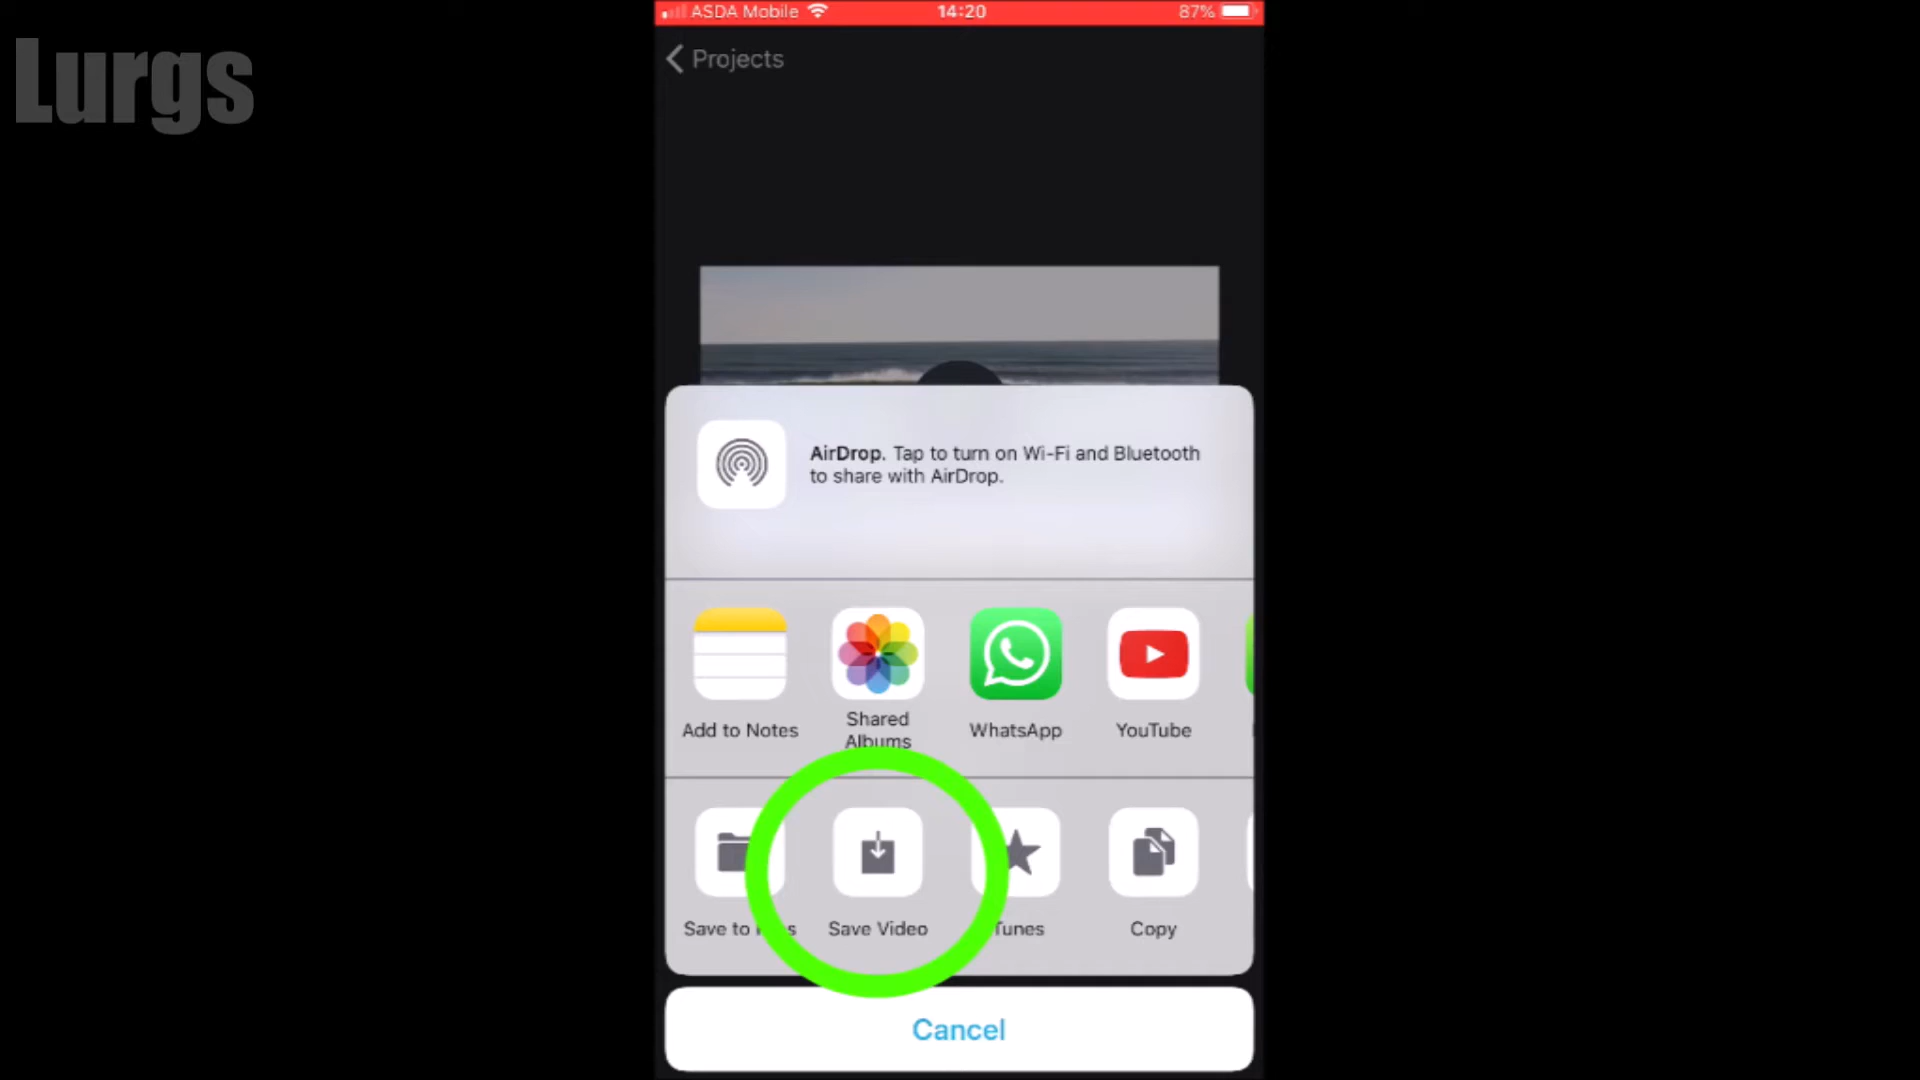 Lurgs
ASDA Mobile 14:20 87%
Projects
AirDrop. Tap to turn on Wi-Fi and Bluetooth
to share with AirDrop.
Add to Notes
Shared
Albums
WhatsApp
YouTube
Save to
Save Video
Tunes
Copy
Cancel